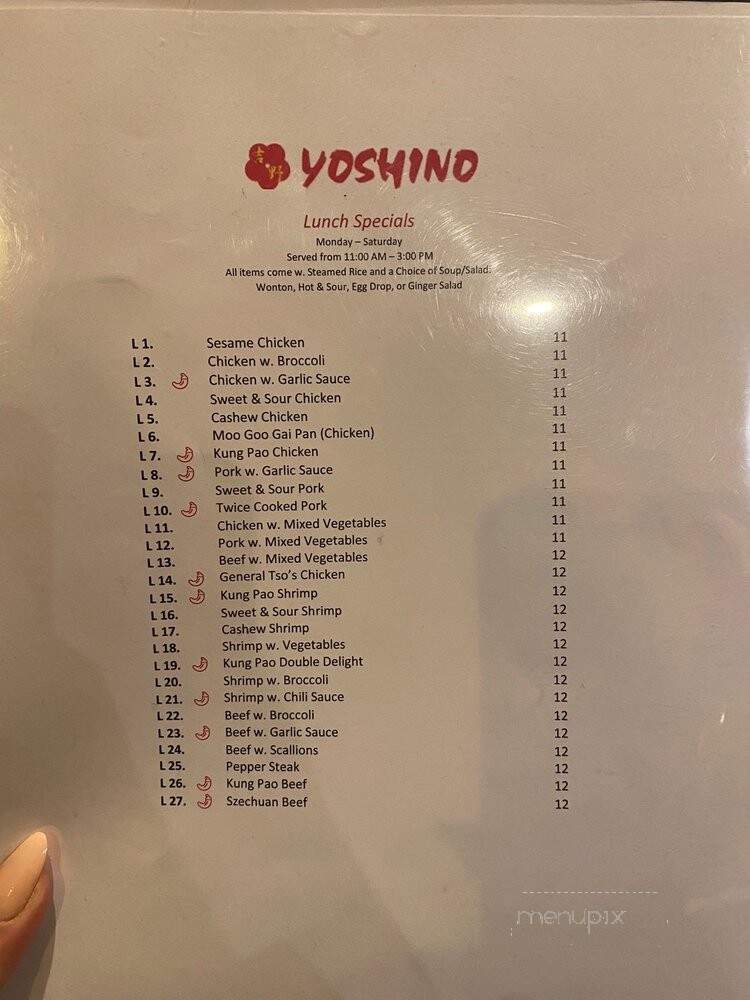 吉野 YOSHINO
Lunch Specials
Monday – Saturday
Served from 11:00 AM – 3:00 PM
All items come w. Steamed Rice and a Choice of Soup/Salad:
Wonton, Hot & Sour, Egg Drop, or Ginger Salad
L 1. Sesame Chicken 11
L 2. Chicken w. Broccoli 11
L 3. Chicken w. Garlic Sauce 11
L 4. Sweet & Sour Chicken 11
L 5. Cashew Chicken 11
L 6. Moo Goo Gai Pan (Chicken) 11
L 7. Kung Pao Chicken 11
L 8. Pork w. Garlic Sauce 11
L 9. Sweet & Sour Pork 11
L 10. Twice Cooked Pork 11
L 11. Chicken w. Mixed Vegetables 11
L 12. Pork w. Mixed Vegetables 11
L 13. Beef w. Mixed Vegetables 12
L 14. General Tso's Chicken 12
L 15. Kung Pao Shrimp 12
L 16. Sweet & Sour Shrimp 12
L 17. Cashew Shrimp 12
L 18. Shrimp w. Vegetables 12
L 19. Kung Pao Double Delight 12
L 20. Shrimp w. Broccoli 12
L 21. Shrimp w. Chili Sauce 12
L 22. Beef w. Broccoli 12
L 23. Beef w. Garlic Sauce 12
L 24. Beef w. Scallions 12
L 25. Pepper Steak 12
L 26. Kung Pao Beef 12
L 27. Szechuan Beef 12
menupix